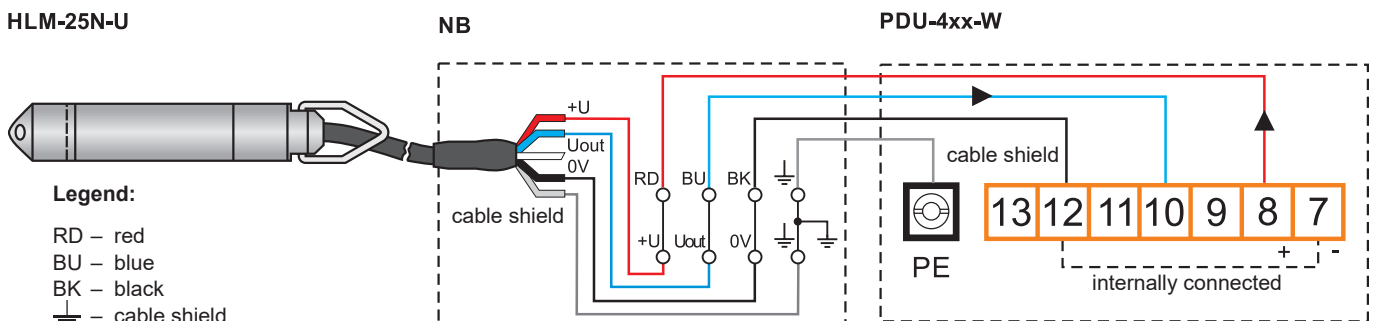 HLM-25N-U
NB
PDU-4xx-W
+U
Uout
0V
cable shield
RD BU BK
+U Uout 0V
cable shield
13 12 11 10 9 8 7
+ -
PE
internally connected
Legend:
RD – red
BU – blue
BK – black
– cable shield